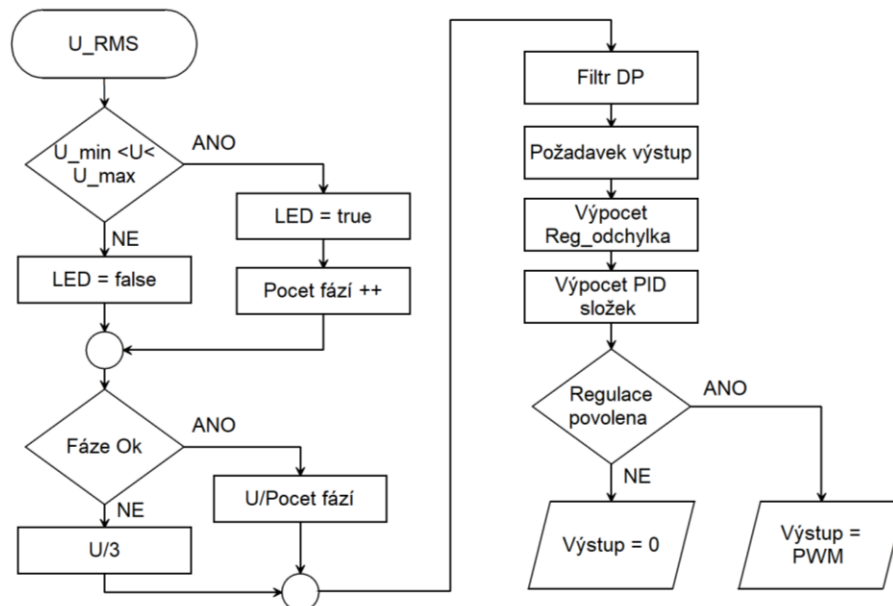 U_RMS
U_min <U<
U_max
ANO
NE
LED = true
LED = false
Pocet fází ++
Fáze Ok
ANO
NE
U/Pocet fází
U/3
Filtr DP
Požadavek výstup
Výpocet
Reg_odchylka
Výpocet PID
složek
Regulace
povolena
ANO
NE
Výstup = 0
Výstup =
PWM